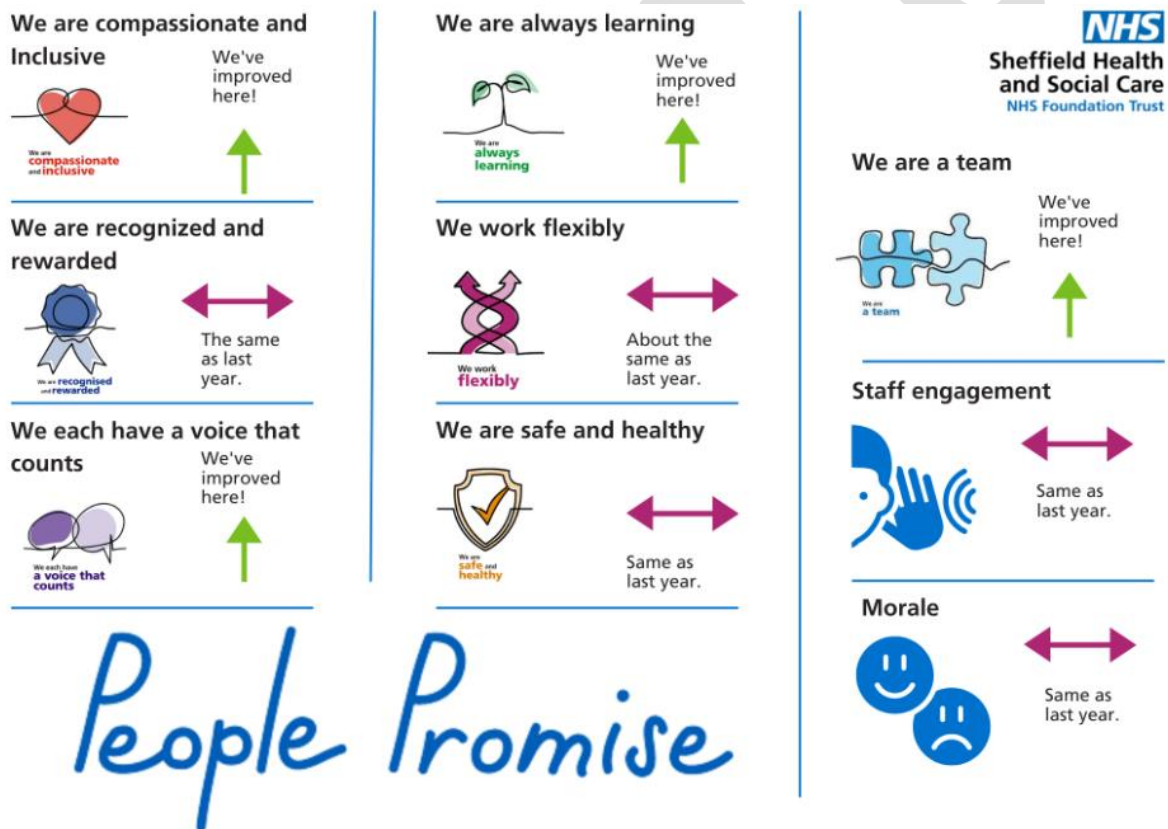 We are compassionate and
Inclusive
We've
improved
here!
We are
compassionate
and inclusive
We are recognized and
rewarded
The same
as last
year.
We are recognised
and rewarded
We each have a voice that
counts
We've
improved
here!
We each have
a voice that
counts
We are always learning
We've
improved
here!
We are
always
learning
We work flexibly
About the
same as
last year.
We work
flexibly
We are safe and healthy
Same as
last year.
We are
safe and
healthy
People Promise
NHS
Sheffield Health
and Social Care
NHS Foundation Trust
We are a team
We've
improved
here!
We are
a team
Staff engagement
Same as
last year.
Morale
Same as
last year.